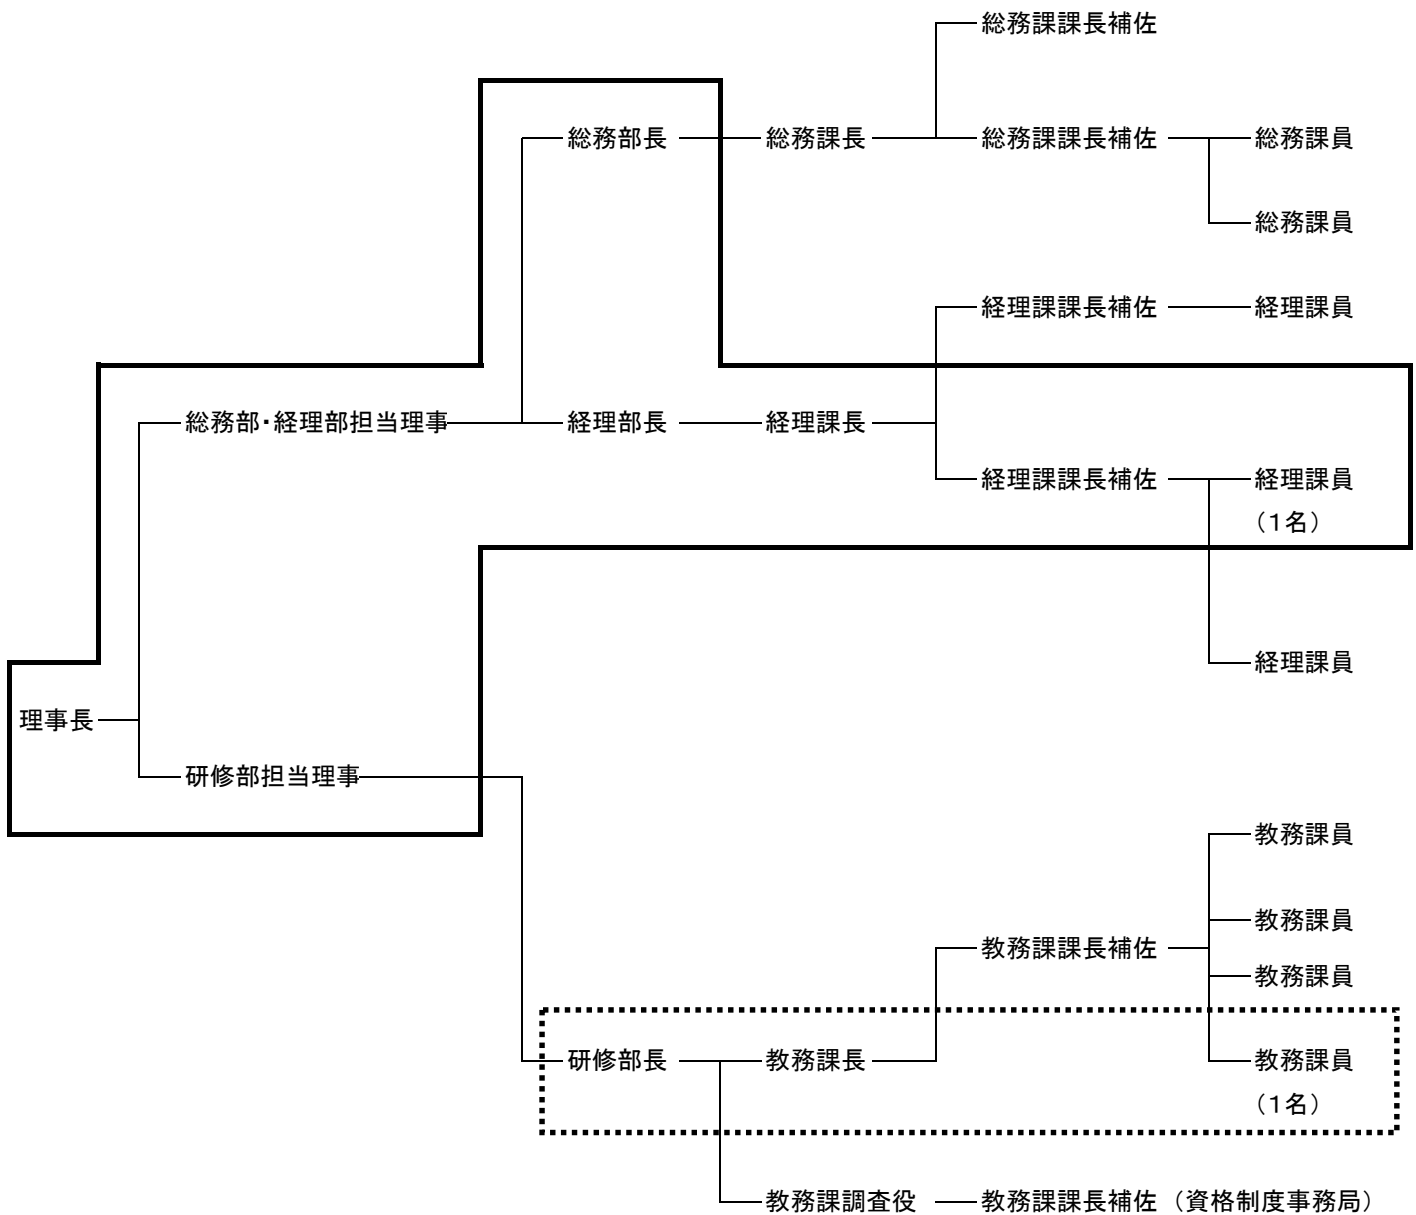 総務課課長補佐
総務部長 総務課長 総務課課長補佐 総務課員
総務課員
経理課課長補佐 経理課員
総務部・経理部担当理事 経理部長 経理課長
経理課課長補佐 経理課員
（１名）
経理課員
理事長
研修部担当理事
教務課員
教務課員
教務課課長補佐
教務課員
研修部長 教務課長 教務課員
（１名）
教務課調査役 教務課課長補佐（資格制度事務局）